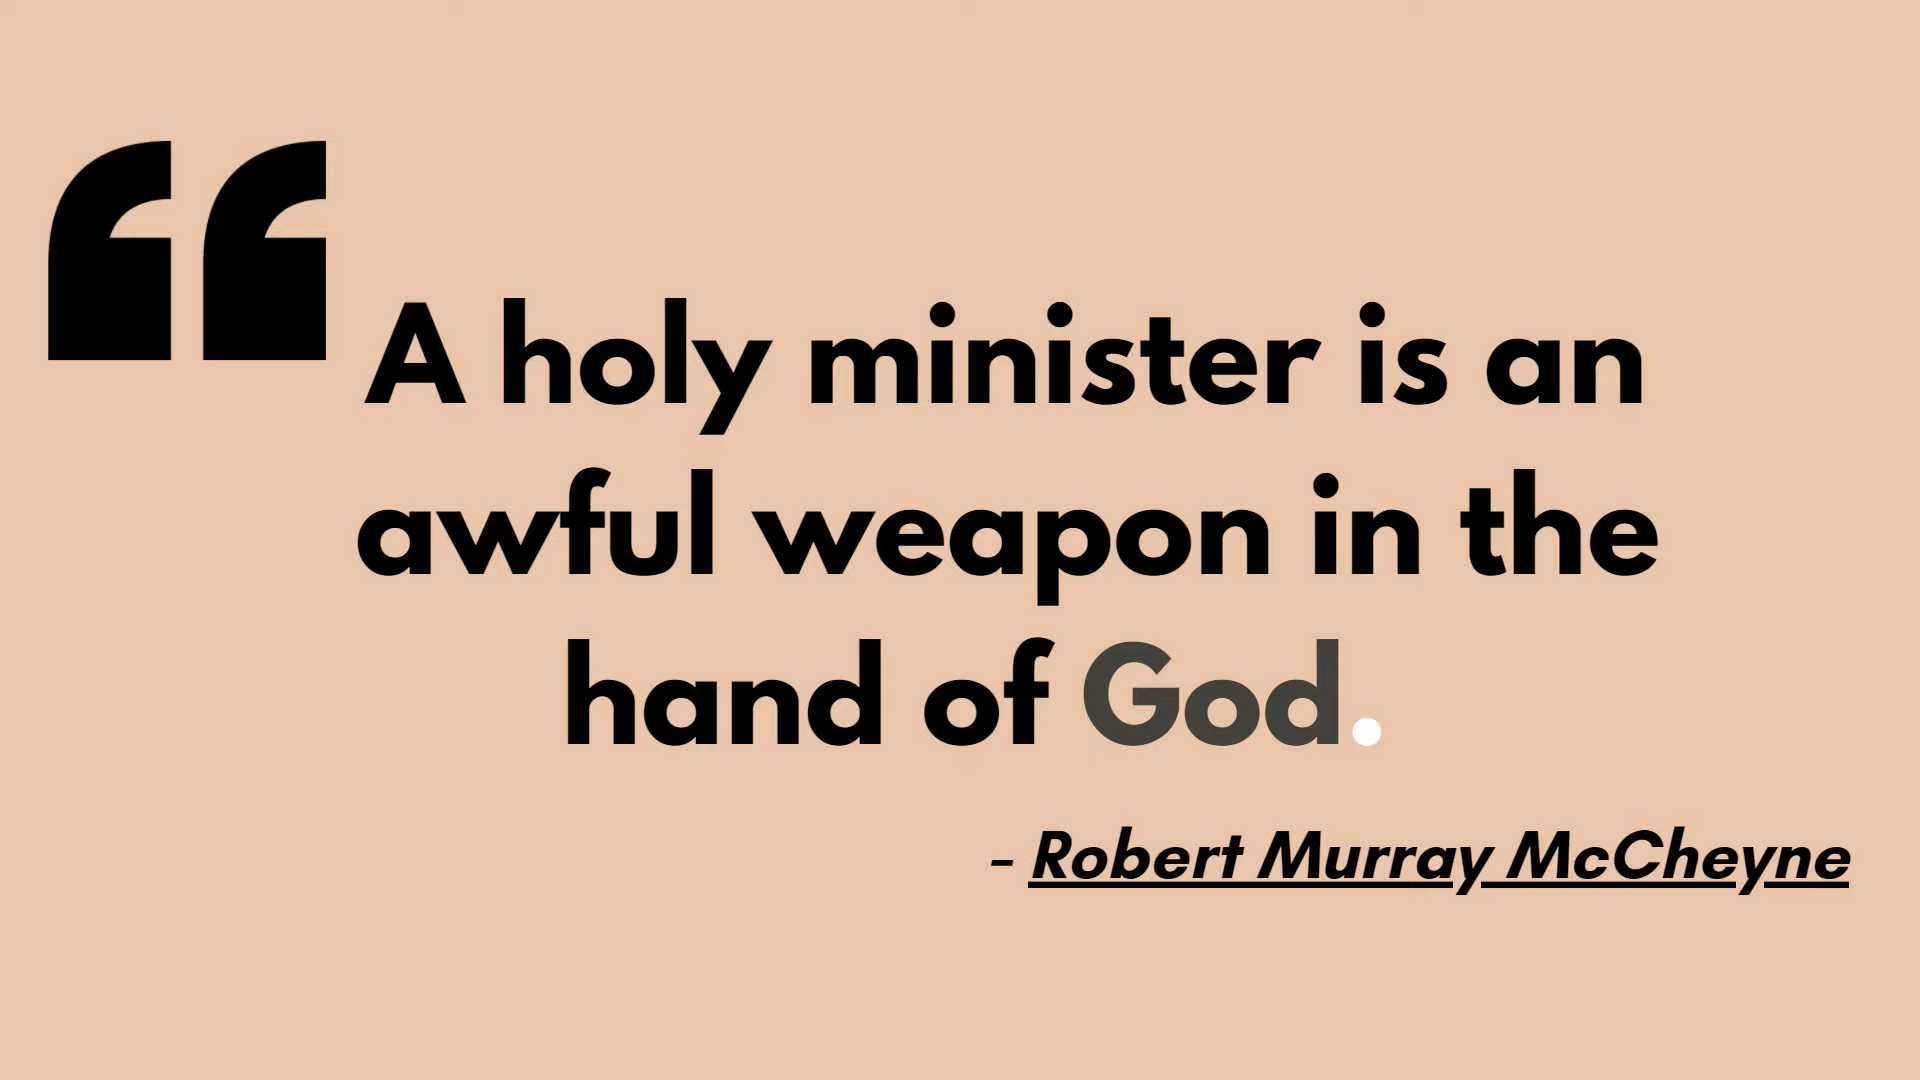 “A holy minister is an
awful weapon in the
hand of God.
- Robert Murray McCheyne